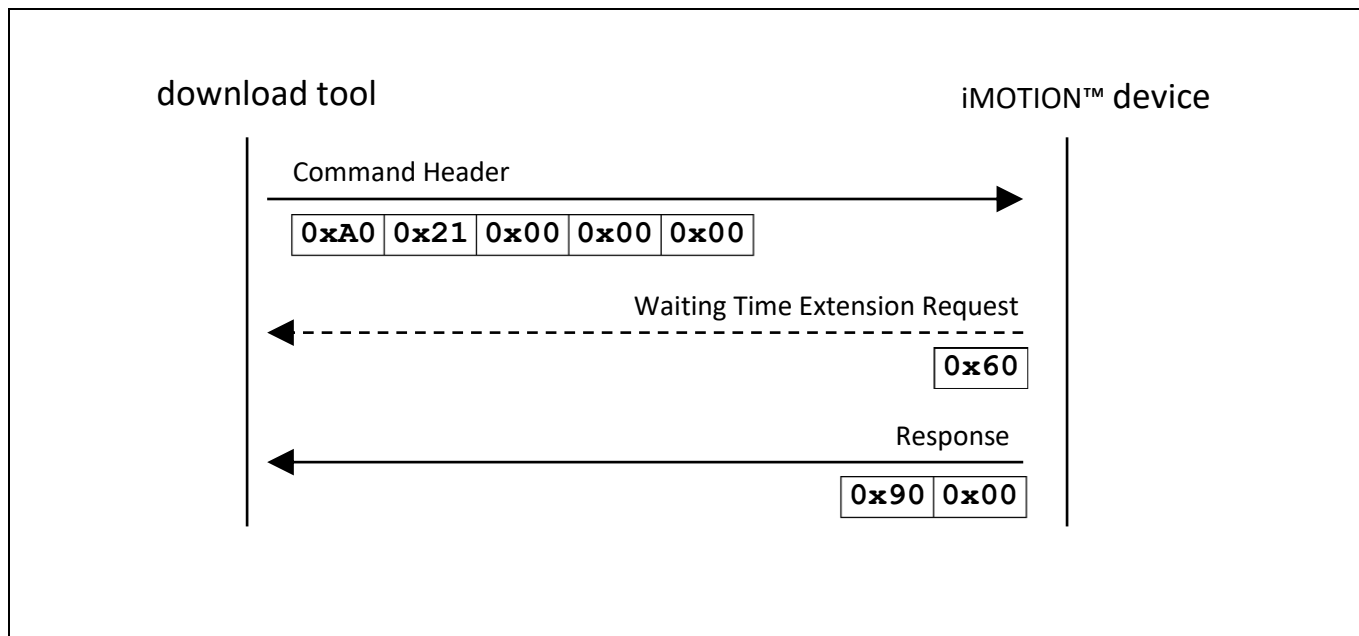 download tool
iMOTION™ device
Command Header
0xA0 0x21 0x00 0x00 0x00
Waiting Time Extension Request
0x60
Response
0x90 0x00